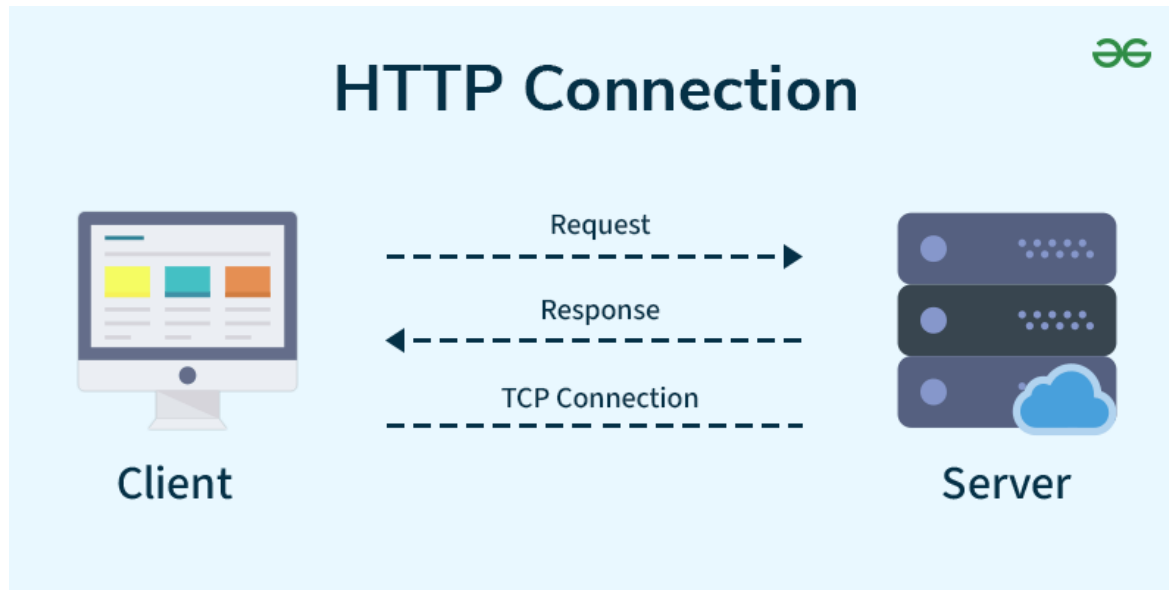 HTTP Connection
Request
Response
TCP Connection
Client
Server